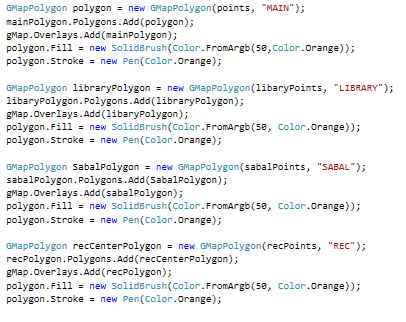 GMapPolygon polygon = new GMapPolygon(points, "MAIN");
mainPolygon.Polygons.Add(polygon);
gMap.Overlays.Add(mainPolygon);
polygon.Fill = new SolidBrush(Color.FromArgb(50,Color.Orange));
polygon.Stroke = new Pen(Color.Orange);
GMapPolygon libraryPolygon = new GMapPolygon(libaryPoints, "LIBRARY");
libaryPolygon.Polygons.Add(libraryPolygon);
gMap.Overlays.Add(libaryPolygon);
polygon.Fill = new SolidBrush(Color.FromArgb(50, Color.Orange));
polygon.Stroke = new Pen(Color.Orange);
GMapPolygon SabalPolygon = new GMapPolygon(sabalPoints, "SABAL");
sabalPolygon.Polygons.Add(SabalPolygon);
gMap.Overlays.Add(sabalPolygon);
polygon.Fill = new SolidBrush(Color.FromArgb(50, Color.Orange));
polygon.Stroke = new Pen(Color.Orange);
GMapPolygon recCenterPolygon = new GMapPolygon(recPoints, "REC");
recPolygon.Polygons.Add(recCenterPolygon);
gMap.Overlays.Add(recPolygon);
polygon.Fill = new SolidBrush(Color.FromArgb(50, Color.Orange));
polygon.Stroke = new Pen(Color.Orange);